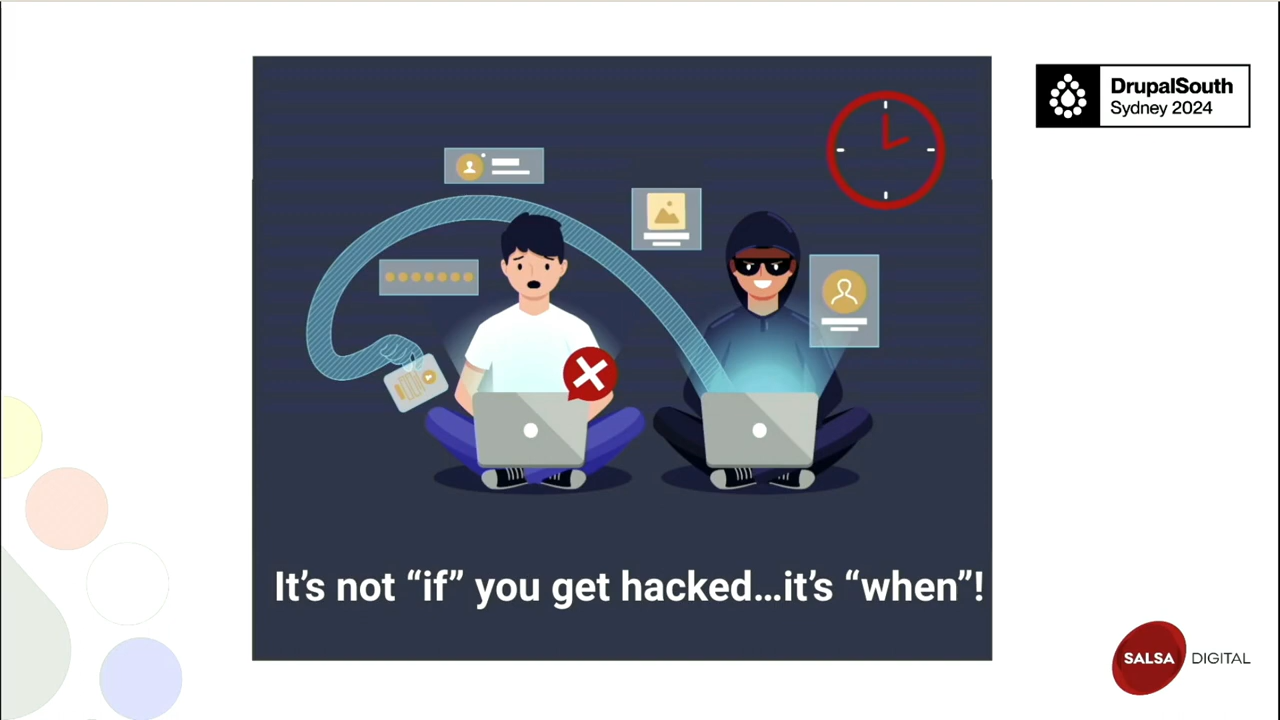 DrupalSouth
Sydney 2024
It's not “if” you get hacked...it's “when”!
SALSA DIGITAL